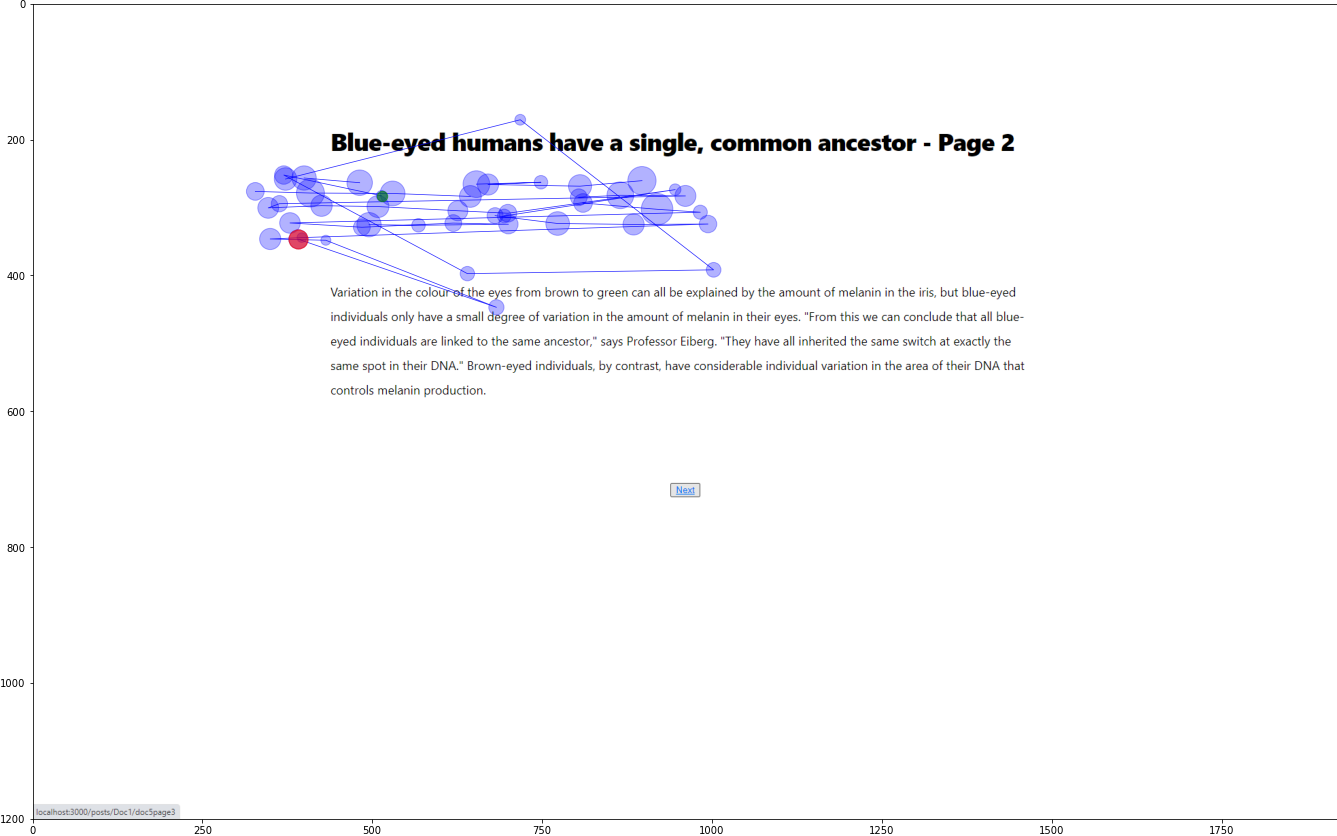 0
200
Blue-eyed humans have a single, common ancestor - Page 2
400
Variation in the colour of the eyes from brown to green can all be explained by the amount of melanin in the iris, but blue-eyed
individuals only have a small degree of variation in the amount of melanin in their eyes. "From this we can conclude that all blue-
eyed individuals are linked to the same ancestor," says Professor Eiberg. "They have all inherited the same switch at exactly the
same spot in their DNA." Brown-eyed individuals, by contrast, have considerable individual variation in the area of their DNA that
controls melanin production.
600
Next
800
1000
localhost:3000/posts/Doc1/doc5page3
1200
0 250 500 750 1000 1250 1500 1750